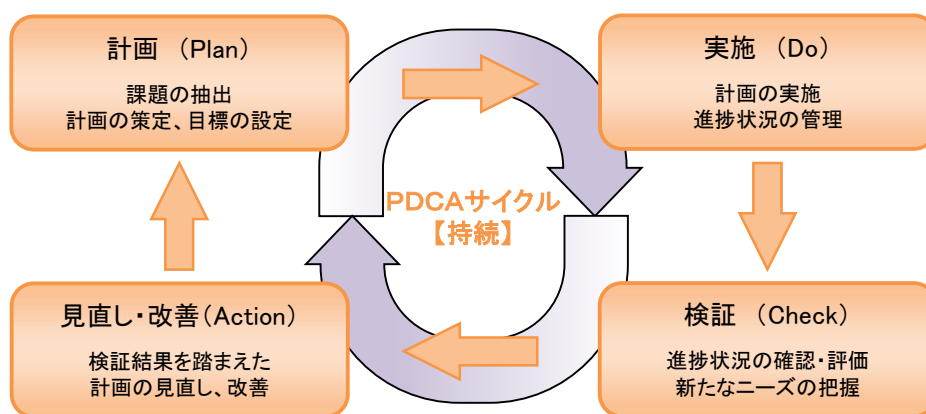 計画 （Plan）
課題の抽出
計画の策定、目標の設定
実施 （Do）
計画の実施
進捗状況の管理
PDCAサイクル
【持続】
見直し・改善（Action）
検証結果を踏まえた
計画の見直し、改善
検証 （Check）
進捗状況の確認・評価
新たなニーズの把握